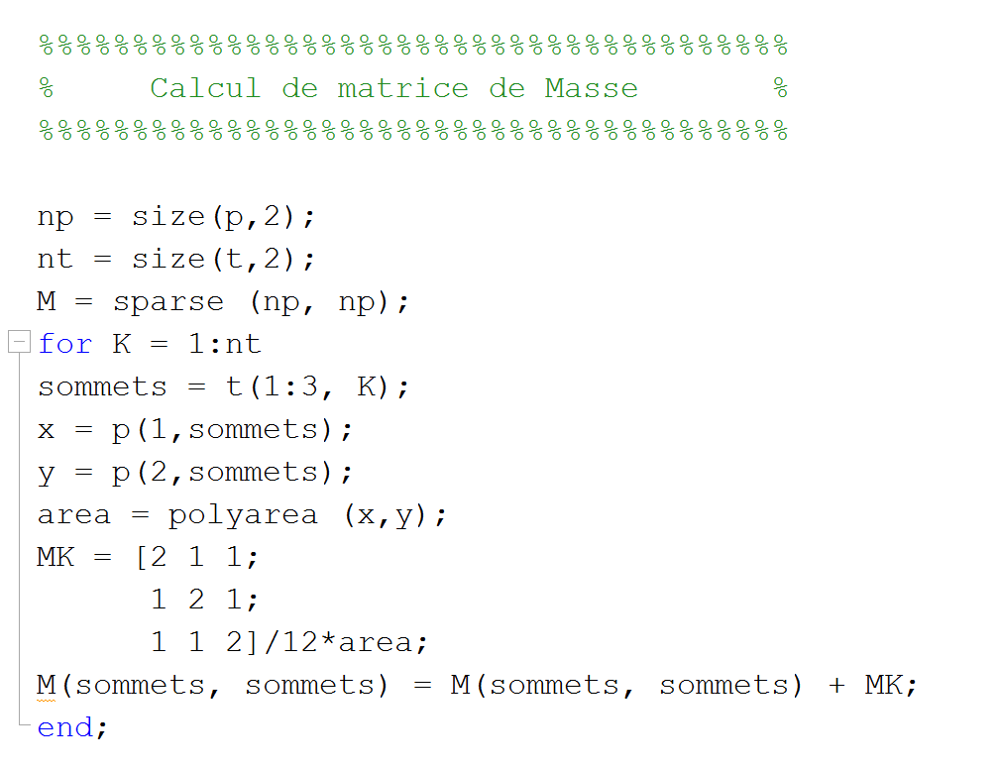 %%%%%%%%%%%%%%%%%%%%%%%%%%%%%%%%%%%%%%%%
%     Calcul de matrice de Masse       %
%%%%%%%%%%%%%%%%%%%%%%%%%%%%%%%%%%%%%%%%
np = size(p,2);
nt = size(t,2);
M = sparse (np, np);
for K = 1:nt
sommets = t(1:3, K);
x = p(1,sommets);
y = p(2,sommets);
area = polyarea (x,y);
MK = [2 1 1;
      1 2 1;
      1 1 2]/12*area;
M(sommets, sommets) = M(sommets, sommets) + MK;
end;